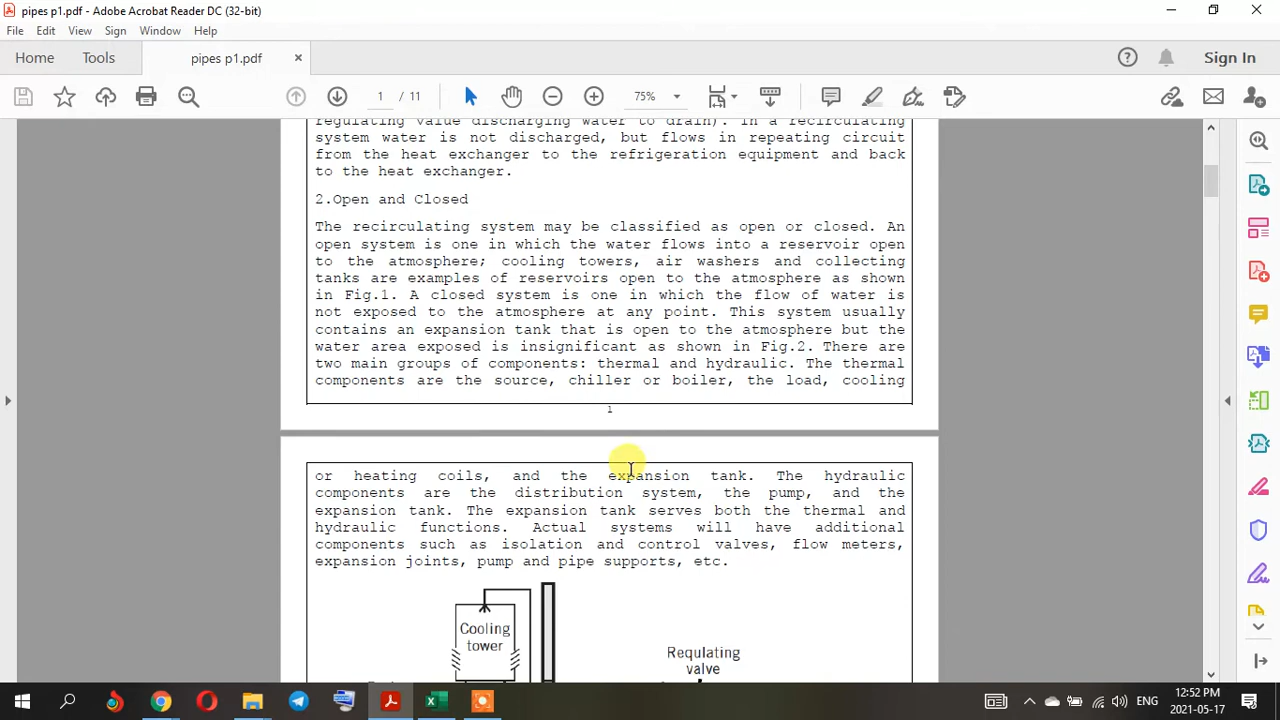 pipes p1.pdf - Adobe Acrobat Reader DC (32-bit)
File Edit View Sign Window Help
Home Tools pipes p1.pdf × Sign In
1 / 11 75%
regulating value discharging water to drain). In a recirculating
system water is not discharged, but flows in repeating circuit
from the heat exchanger to the refrigeration equipment and back
to the heat exchanger.
2.Open and Closed
The recirculating system may be classified as open or closed. An
open system is one in which the water flows into a reservoir open
to the atmosphere; cooling towers, air washers and collecting
tanks are examples of reservoirs open to the atmosphere as shown
in Fig.1. A closed system is one in which the flow of water is
not exposed to the atmosphere at any point. This system usually
contains an expansion tank that is open to the atmosphere but the
water area exposed is insignificant as shown in Fig.2. There are
two main groups of components: thermal and hydraulic. The thermal
components are the source, chiller or boiler, the load, cooling
1
or heating coils, and the expansion tank. The hydraulic
components are the distribution system, the pump, and the
expansion tank. The expansion tank serves both the thermal and
hydraulic functions. Actual systems will have additional
components such as isolation and control valves, flow meters,
expansion joints, pump and pipe supports, etc.
Cooling
tower
Requlating
valve
ENG
12:52 PM
2021-05-17